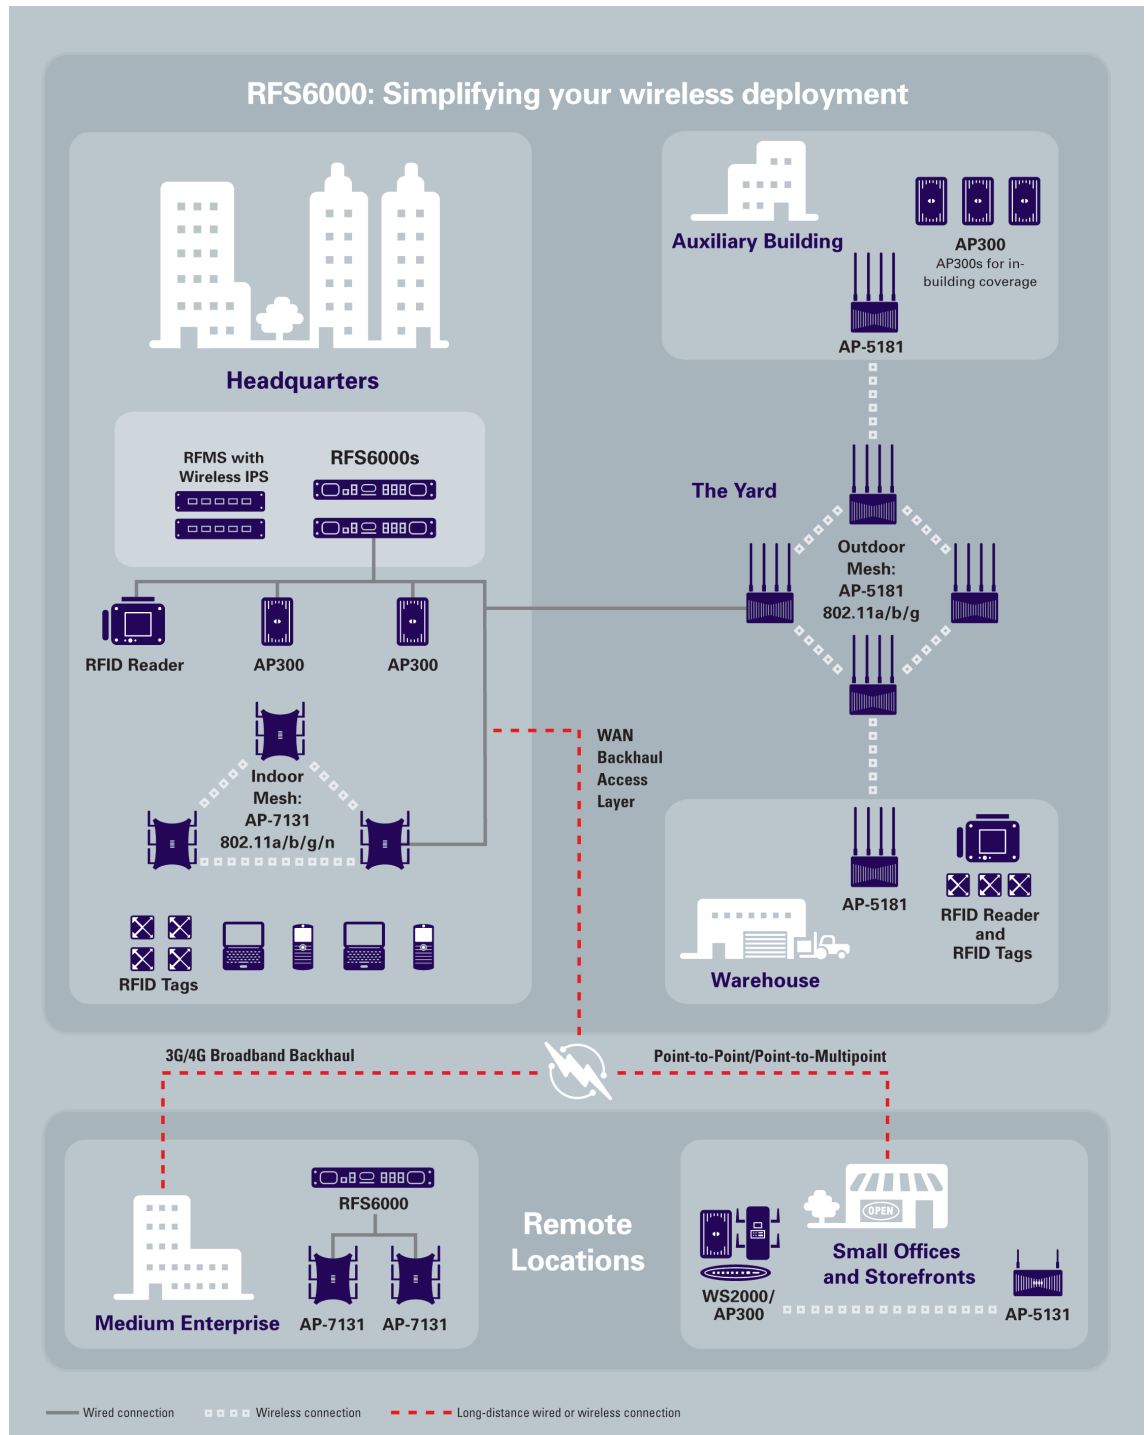 RFS6000: Simplifying your wireless deployment
Headquarters
RFMS with
Wireless IPS
RFS6000s
RFID Reader
AP300
AP300
Indoor
Mesh:
AP-7131
802.11a/b/g/n
RFID Tags
Auxiliary Building
AP300
AP300s for in-
building coverage
AP-5181
The Yard
Outdoor
Mesh:
AP-5181
802.11a/b/g
WAN
Backhaul
Access
Layer
AP-5181
RFID Reader
and
RFID Tags
Warehouse
3G/4G Broadband Backhaul
Point-to-Point/Point-to-Multipoint
RFS6000
Medium Enterprise
AP-7131
AP-7131
Remote
Locations
OPEN
Small Offices
and Storefronts
WS2000/
AP300
AP-5131
Wired connection
Wireless connection
Long-distance wired or wireless connection